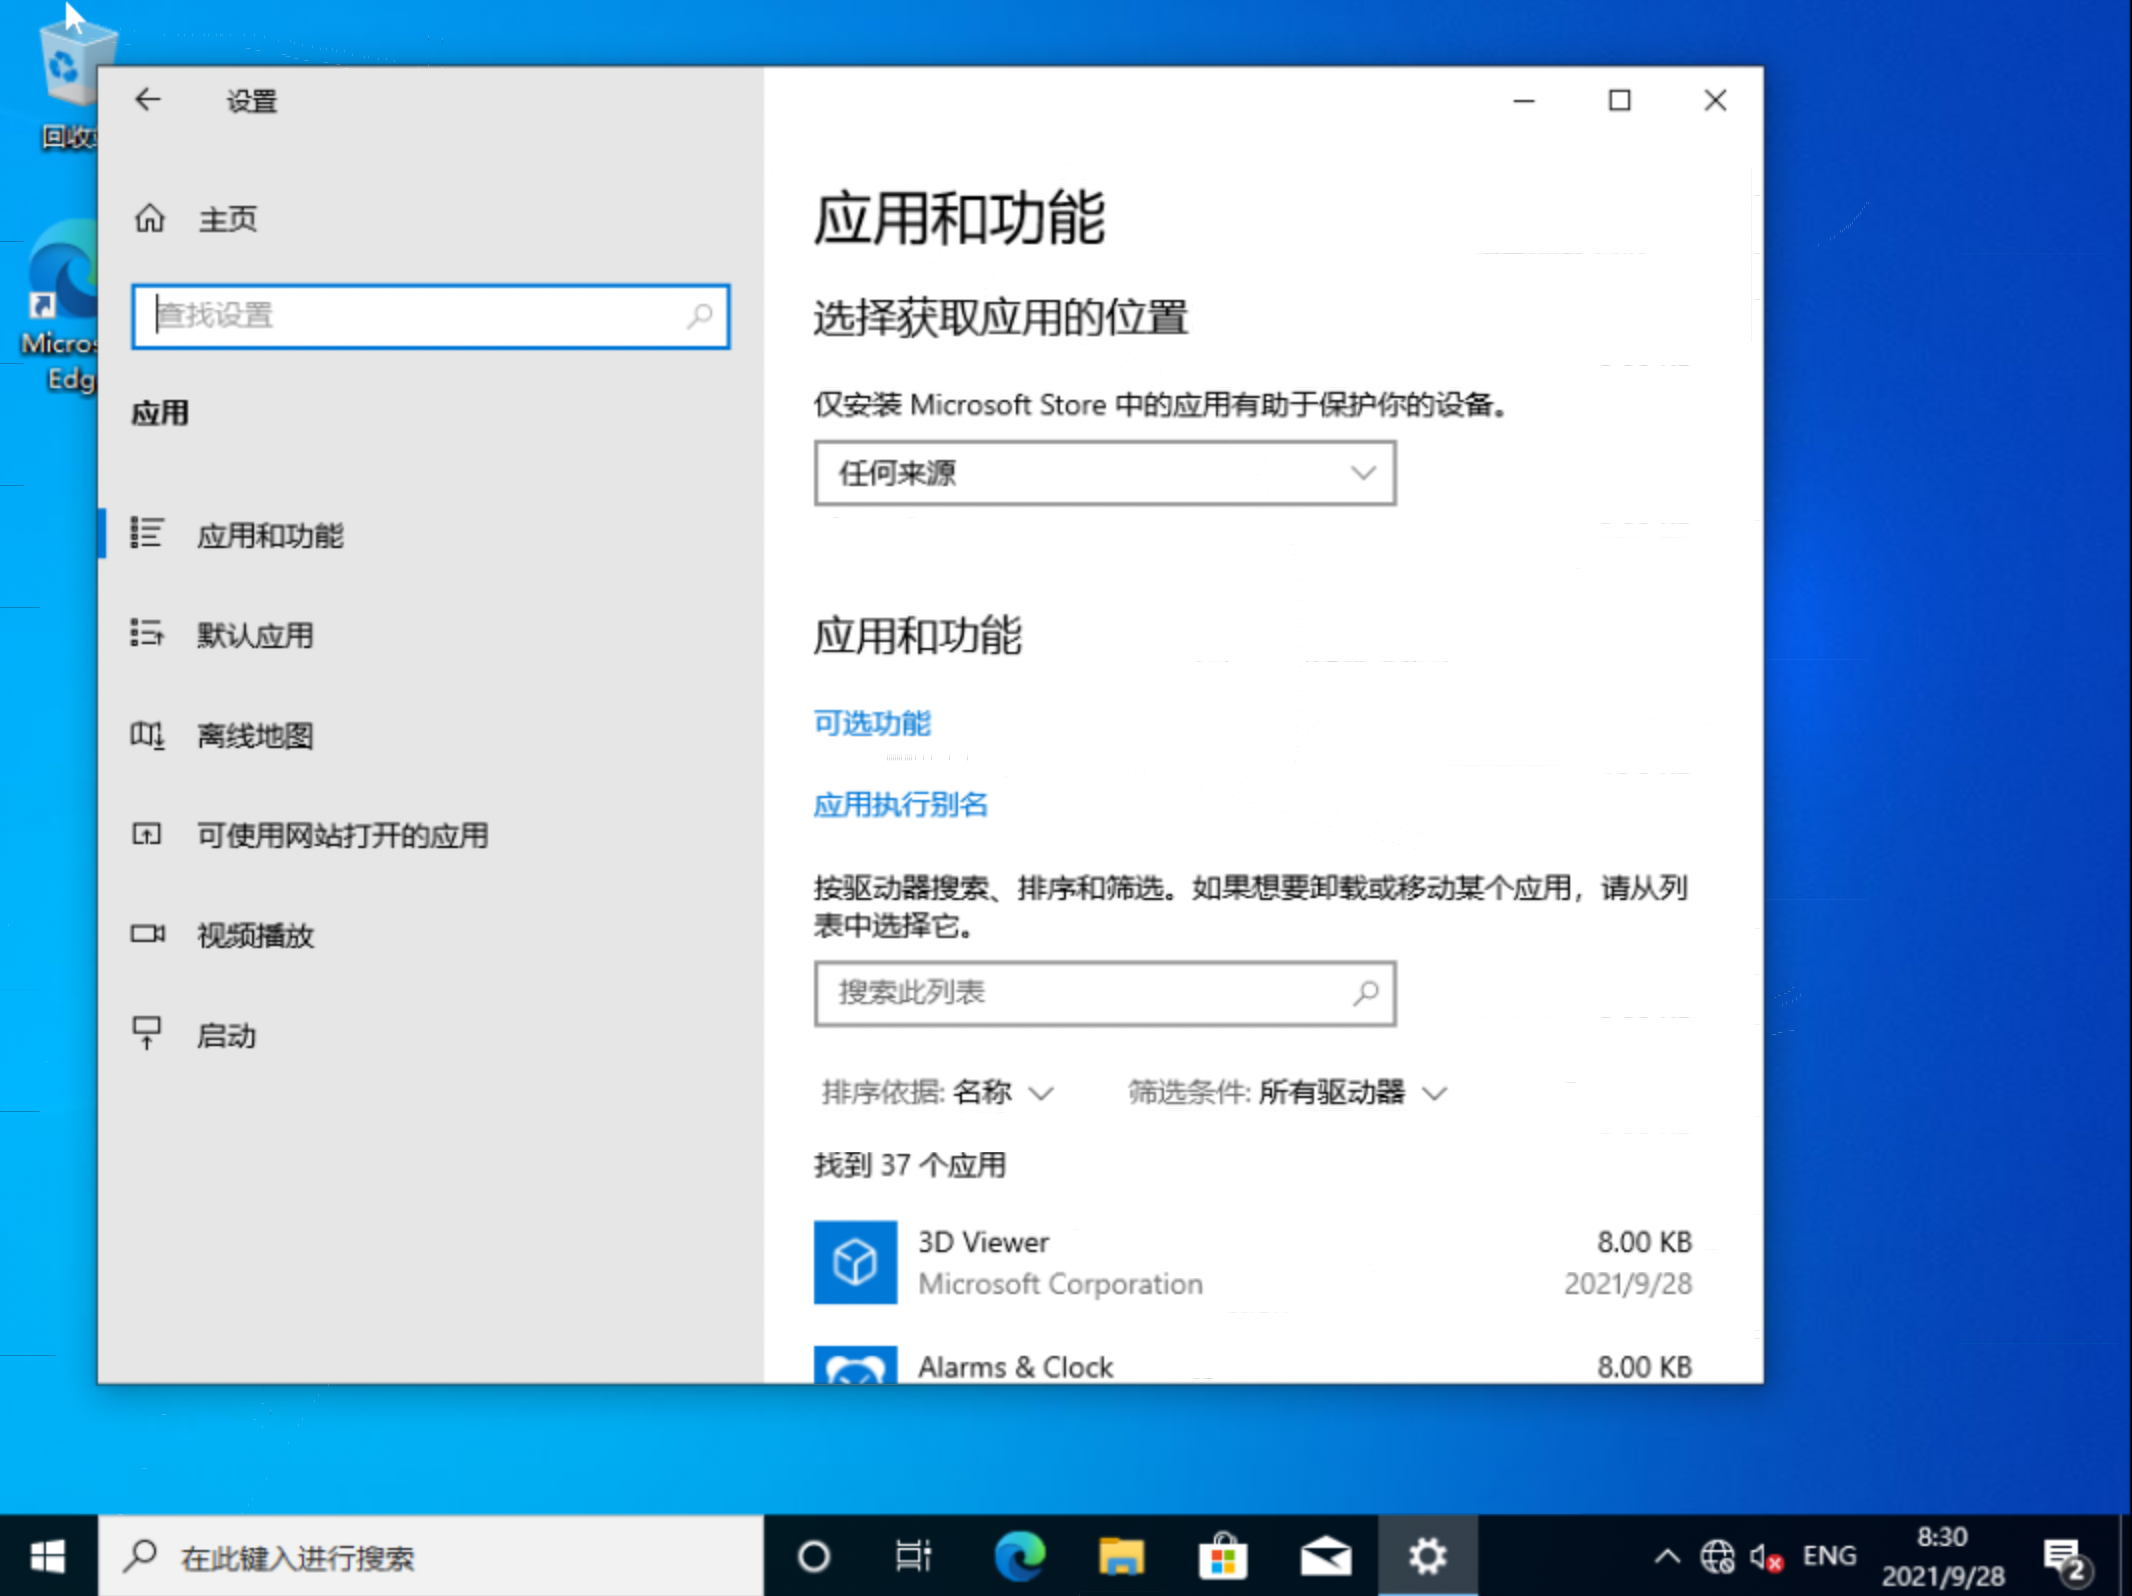 回收
Micros
Edg
设置
主页
查找设置
应用
应用和功能
默认应用
离线地图
可使用网站打开的应用
视频播放
启动
应用和功能
选择获取应用的位置
仅安装 Microsoft Store 中的应用有助于保护你的设备。
任何来源
应用和功能
可选功能
应用执行别名
按驱动器搜索、排序和筛选。如果想要卸载或移动某个应用，请从列
表中选择它。
搜索此列表
排序依据: 名称 筛选条件: 所有驱动器
找到 37 个应用
3D Viewer 8.00 KB
Microsoft Corporation 2021/9/28
Alarms & Clock 8.00 KB
在此键入进行搜索
ENG
8:30
2021/9/28
2